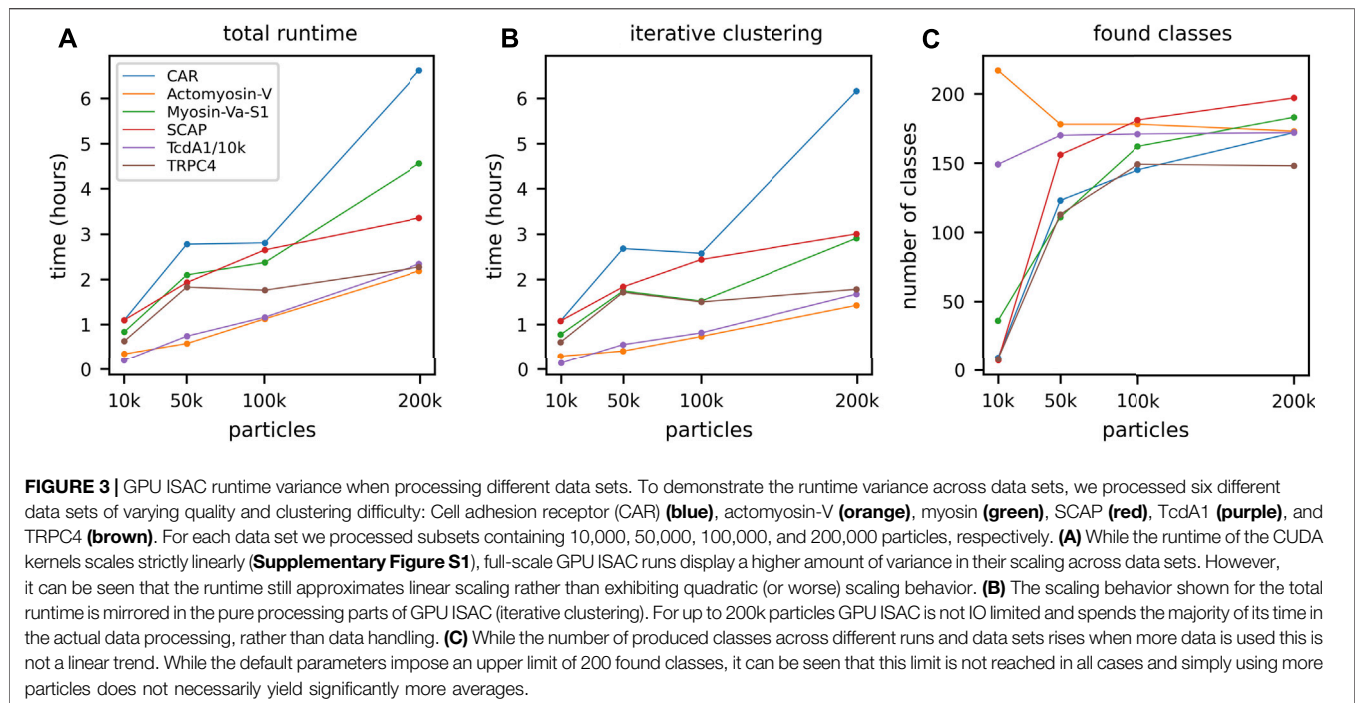 A
total runtime
time (hours)
6
5
4
3
2
1
0
CAR
Actomyosin-V
Myosin-Va-S1
SCAP
TcdA1/10k
TRPC4
10k 50k 100k 200k
particles
B
iterative clustering
time (hours)
6
5
4
3
2
1
0
10k 50k 100k 200k
particles
C
found classes
number of classes
200
150
100
50
0
10k 50k 100k 200k
particles
FIGURE 3 | GPU ISAC runtime variance when processing different data sets. To demonstrate the runtime variance across data sets, we processed six different
data sets of varying quality and clustering difficulty: Cell adhesion receptor (CAR) (blue), actomyosin-V (orange), myosin (green), SCAP (red), TcdA1 (purple), and
TRPC4 (brown). For each data set we processed subsets containing 10,000, 50,000, 100,000, and 200,000 particles, respectively. (A) While the runtime of the CUDA
kernels scales strictly linearly (Supplementary Figure S1), full-scale GPU ISAC runs display a higher amount of variance in their scaling across data sets. However,
it can be seen that the runtime still approximates linear scaling rather than exhibiting quadratic (or worse) scaling behavior. (B) The scaling behavior shown for the total
runtime is mirrored in the pure processing parts of GPU ISAC (iterative clustering). For up to 200k particles GPU ISAC is not IO limited and spends the majority of its time in
the actual data processing, rather than data handling. (C) While the number of produced classes across different runs and data sets rises when more data is used this is
not a linear trend. While the default parameters impose an upper limit of 200 found classes, it can be seen that this limit is not reached in all cases and simply using more
particles does not necessarily yield significantly more averages.